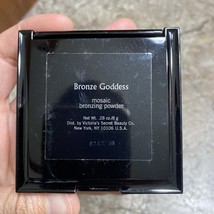 Bronze Goddess
mosaic
bronzing powder
Net Wt. .28 oz./8 g
Dist. by Victoria's Secret Beauty Co.
New York, NY 10106 U.S.A.